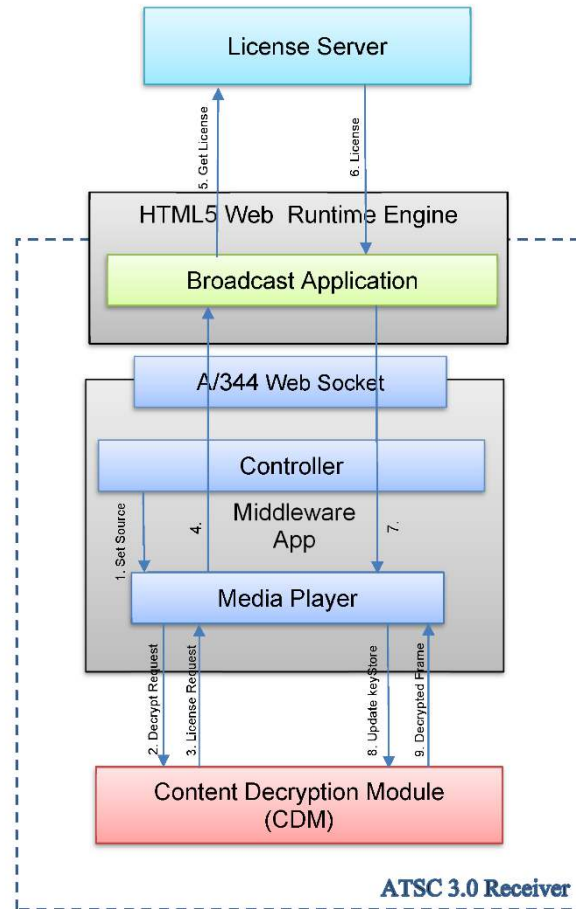 License Server
5. Get License
6. License
HTML5 Web Runtime Engine
Broadcast Application
A/344 Web Socket
Controller
1. Set Source
4.
Middleware
App
7.
Media Player
2. Decrypt Request
3. License Request
8. Update keyStore
9. Decrypted Frame
Content Decryption Module
(CDM)
ATSC 3.0 Receiver